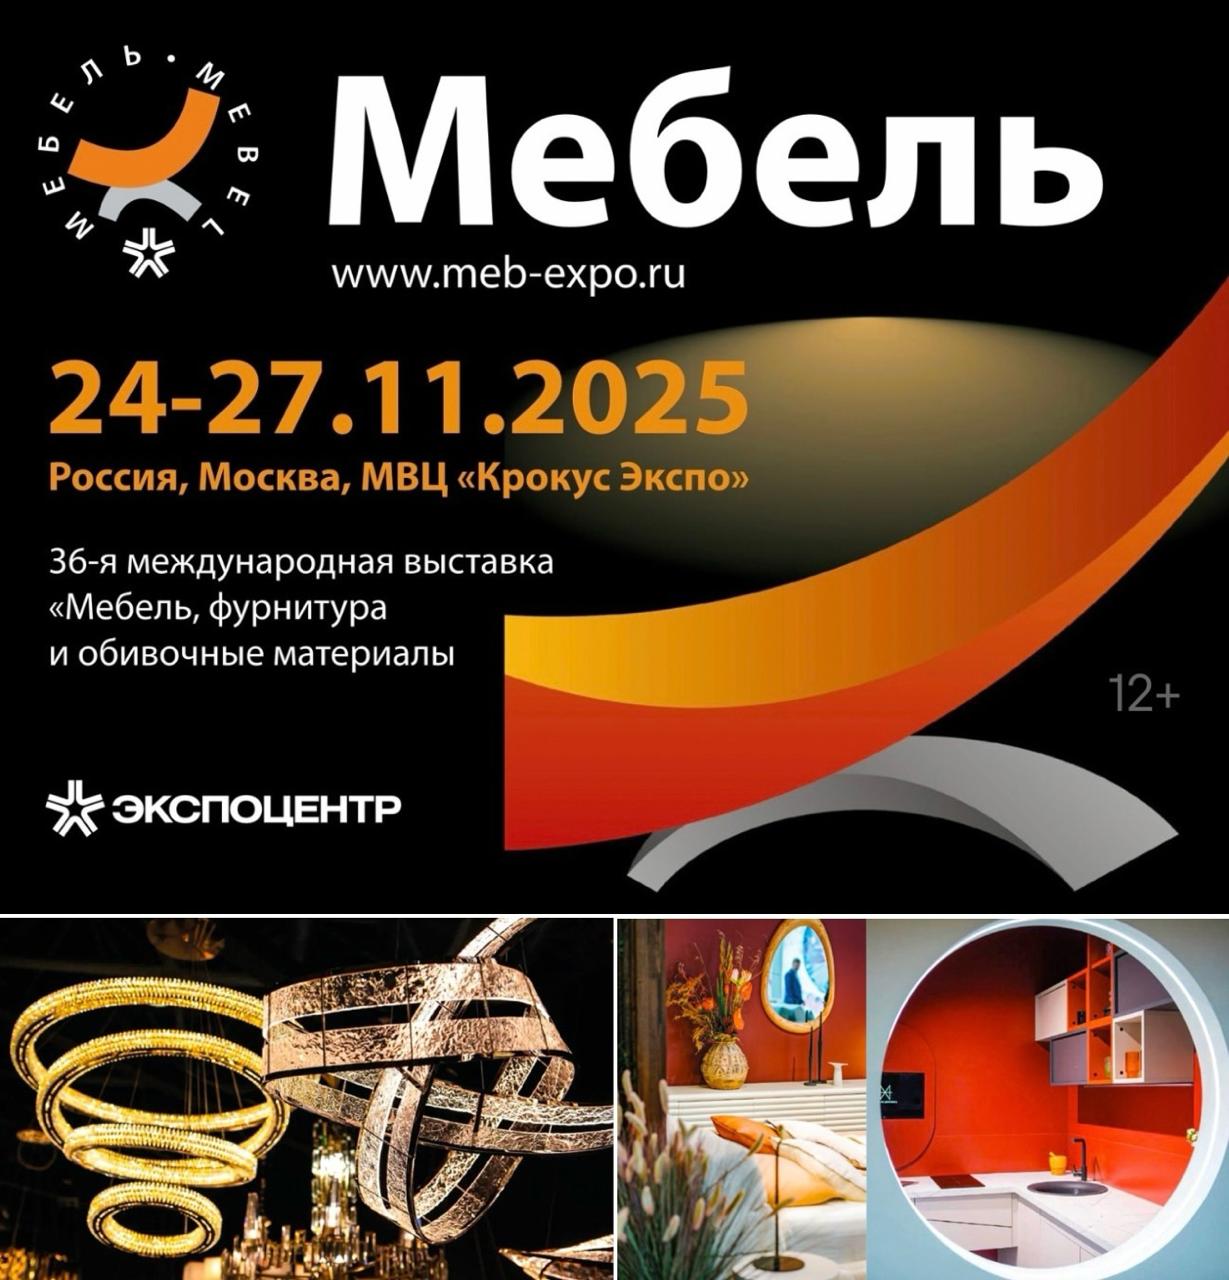 МЕБЕЛЬ • MEBEL
Мебель
www.meb-expo.ru
24-27.11.2025
Россия, Москва, МВЦ «Крокус Экспо»
36-я международная выставка
«Мебель, фурнитура
и обивочные материалы
12+
ЭКСПОЦЕНТР